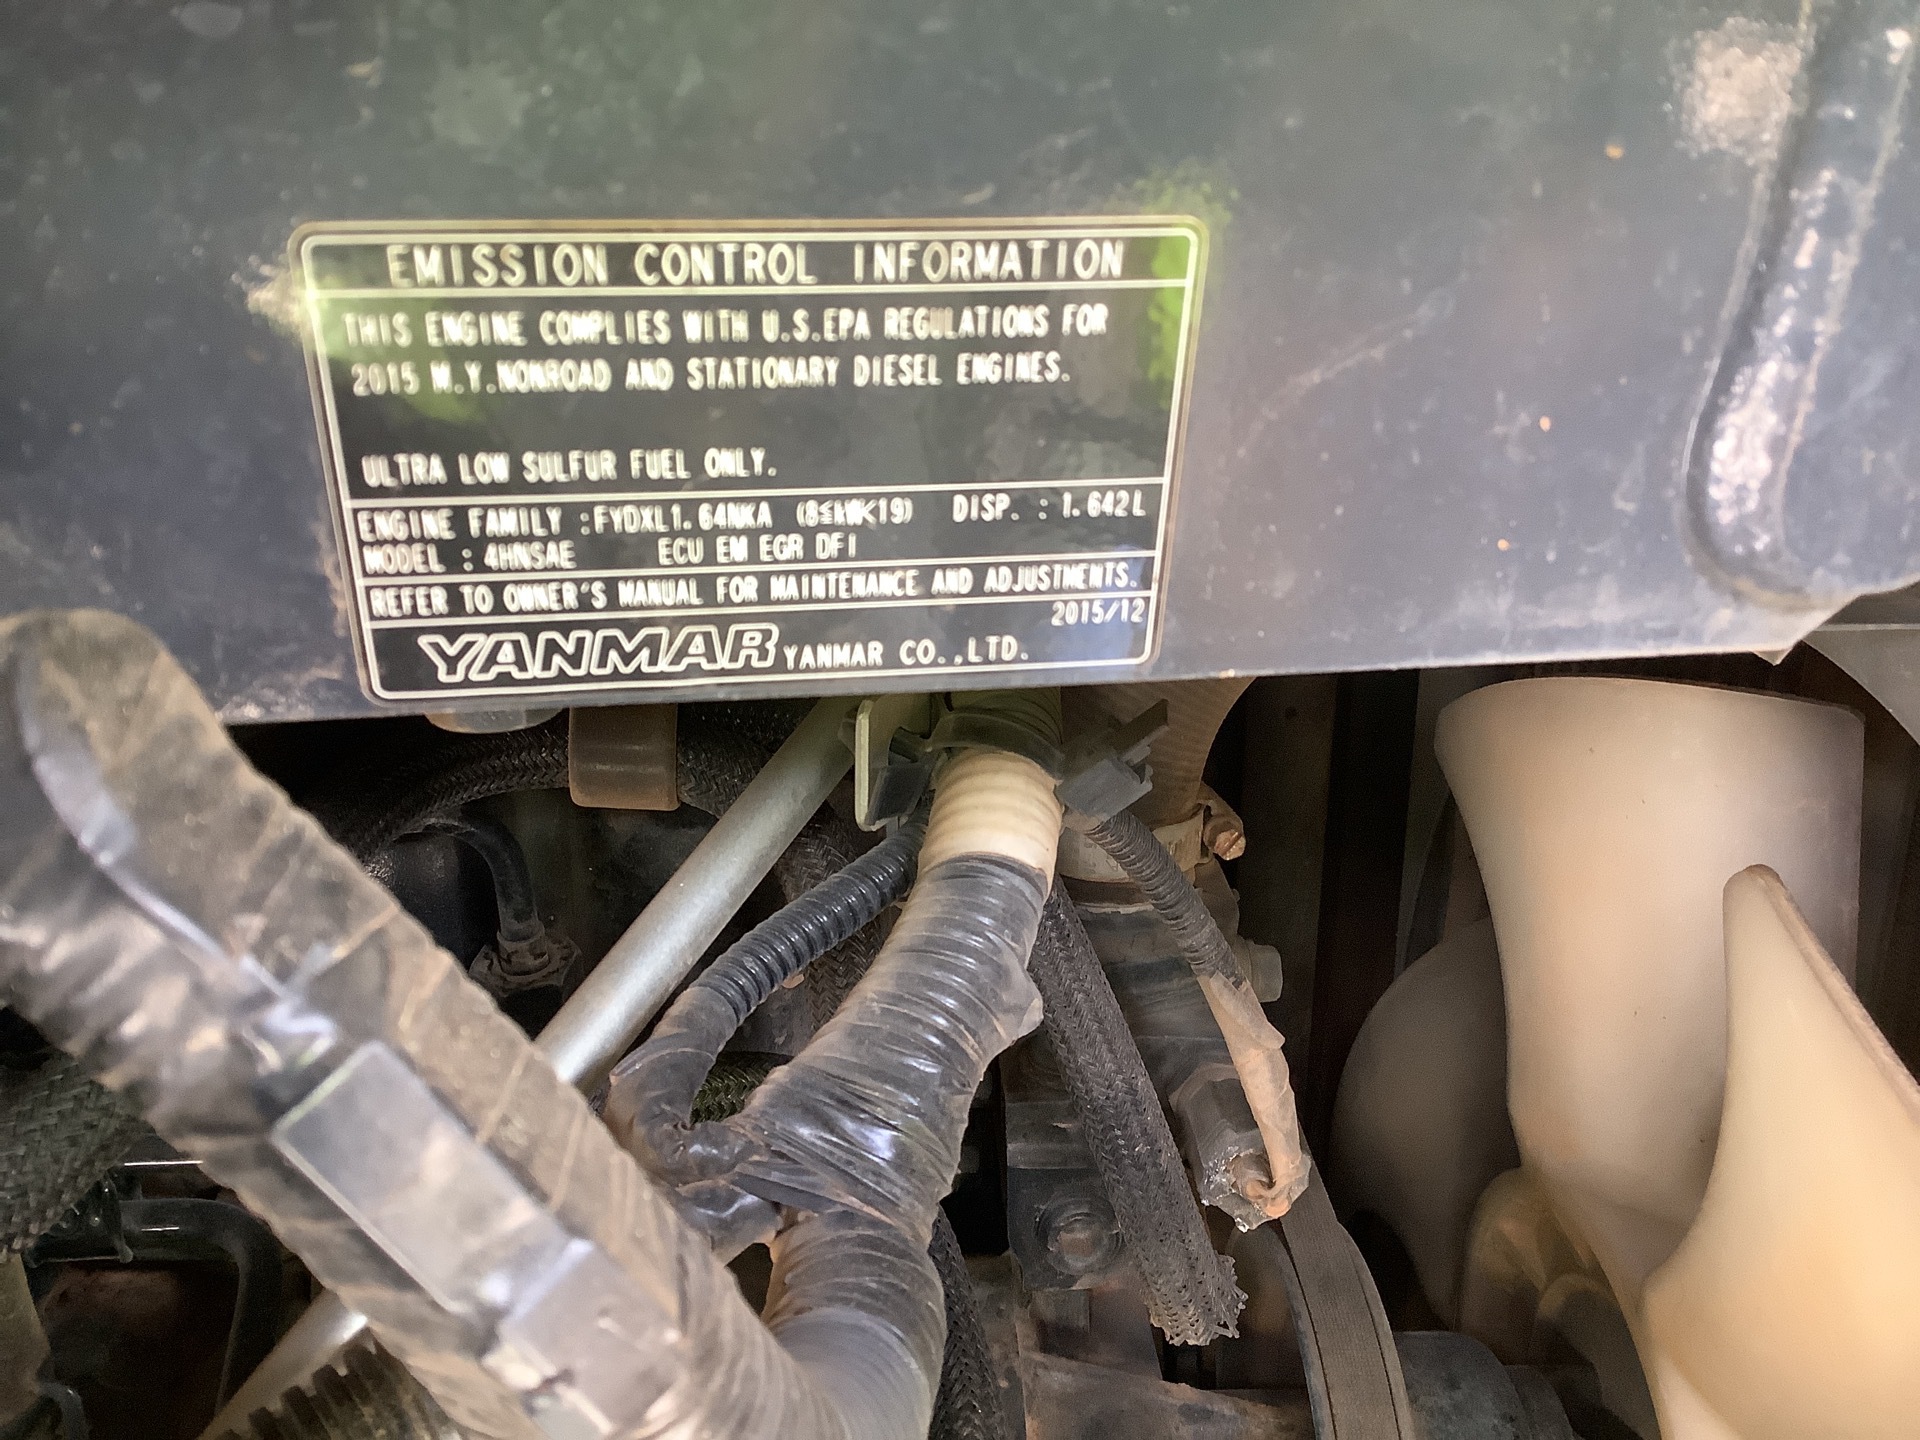 EMISSION CONTROL INFORMATION
THIS ENGINE COMPLIES WITH U.S.EPA REGULATIONS FOR
2015 M.Y.NONROAD AND STATIONARY DIESEL ENGINES.
ULTRA LOW SULFUR FUEL ONLY.
ENGINE FAMILY :FYDXL1.64NKA (8≦kW<19) DISP. : 1.642L
MODEL : 4HNSAE ECU EM EGR DFI
REFER TO OWNER'S MANUAL FOR MAINTENANCE AND ADJUSTMENTS.
2015/12
YANMAR YANMAR CO.,LTD.